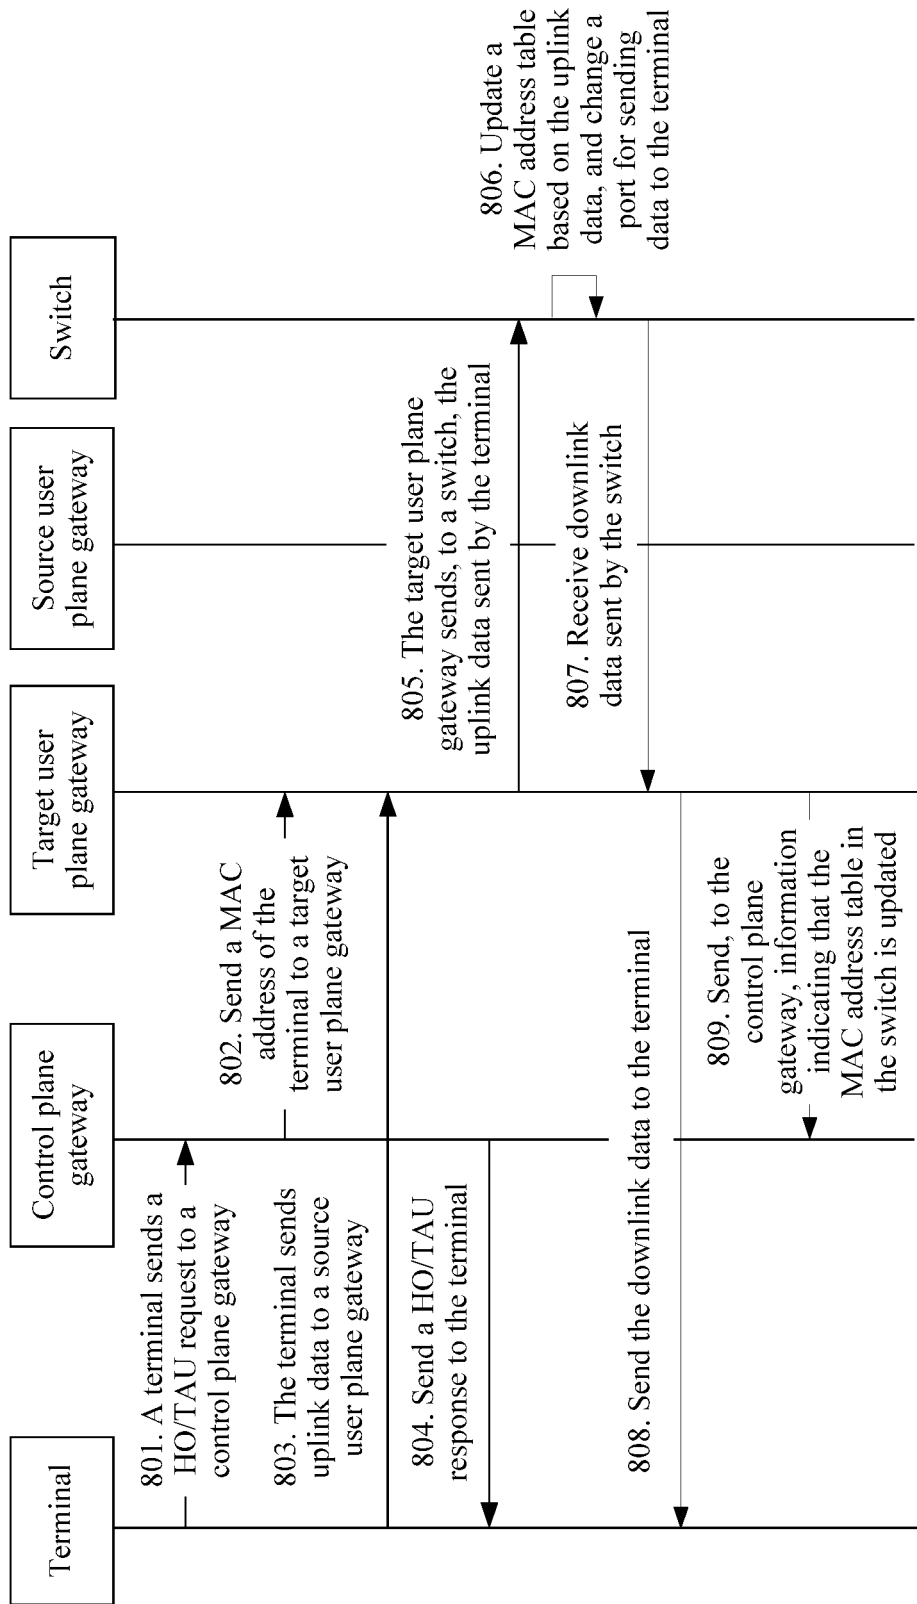 Terminal
Control plane
gateway
Target user
plane gateway
Source user
plane gateway
Switch
801. A terminal sends a
HO/TAU request to a
control plane gateway
802. Send a MAC
address of the
terminal to a target
user plane gateway
803. The terminal sends
uplink data to a source
user plane gateway
804. Send a HO/TAU
response to the terminal
805. The target user plane
gateway sends, to a switch, the
uplink data sent by the terminal
806. Update a
MAC address table
based on the uplink
data, and change a
port for sending
data to the terminal
807. Receive downlink
data sent by the switch
808. Send the downlink data to the terminal
809. Send, to the
control plane
gateway, information
indicating that the
MAC address table in
the switch is updated